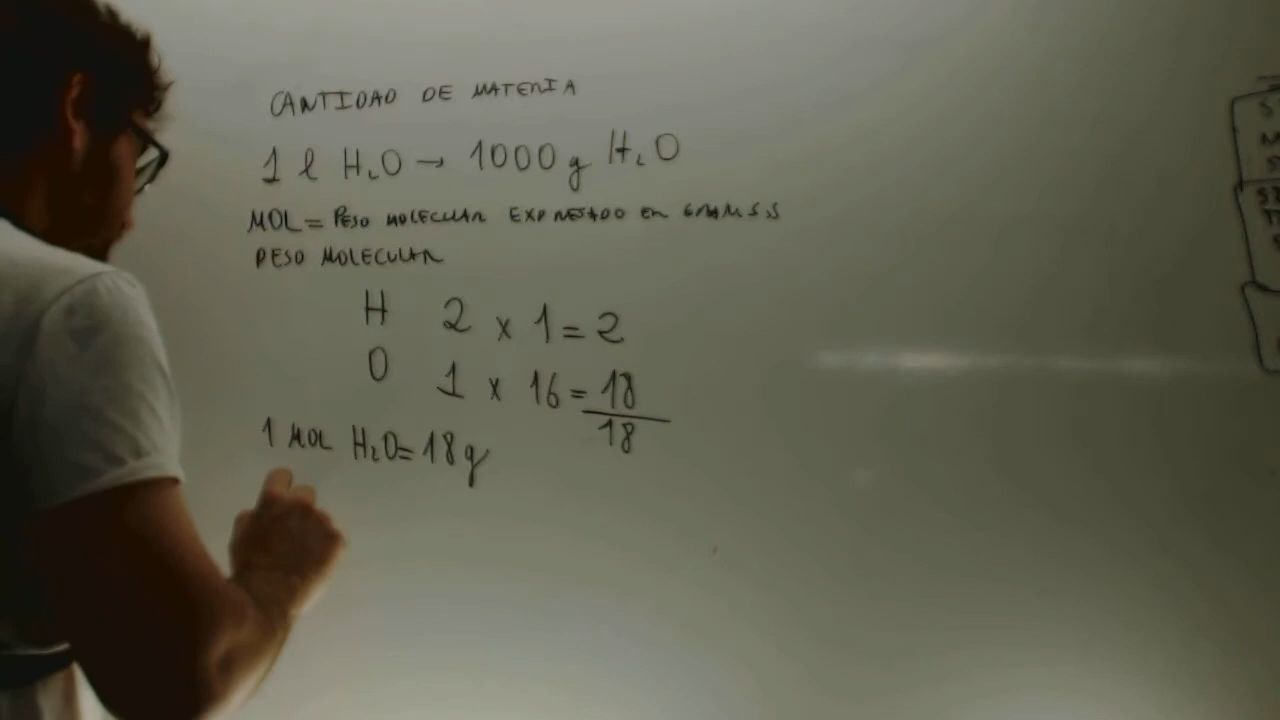 CANTIDAD DE MATERIA
1 l H₂O → 1000 g H₂O
MOL = PESO MOLECULAR EXPRESADO EN GRAMOS
PESO MOLECULAR
H 2 x 1 = 2
O 1 x 16 = 18
18
1 MOL H₂O = 18 g